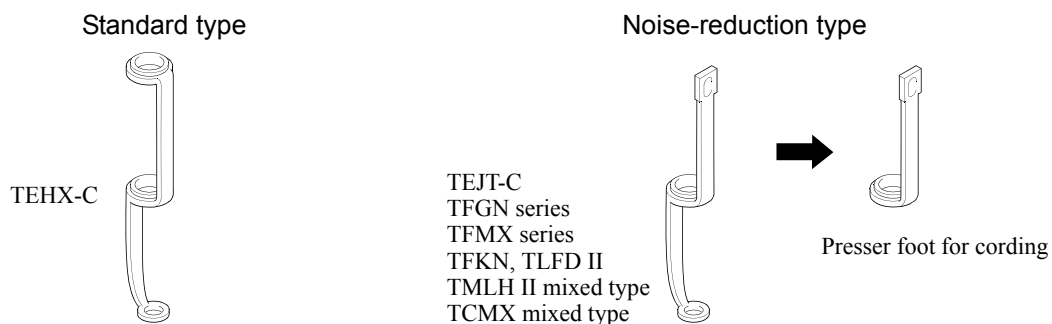 Standard type
Noise-reduction type
C
C
TEHX-C
TEJT-C
TFGN series
TFMX series
TFKN, TLFD II
TMLH II mixed type
TCMX mixed type
Presser foot for cording